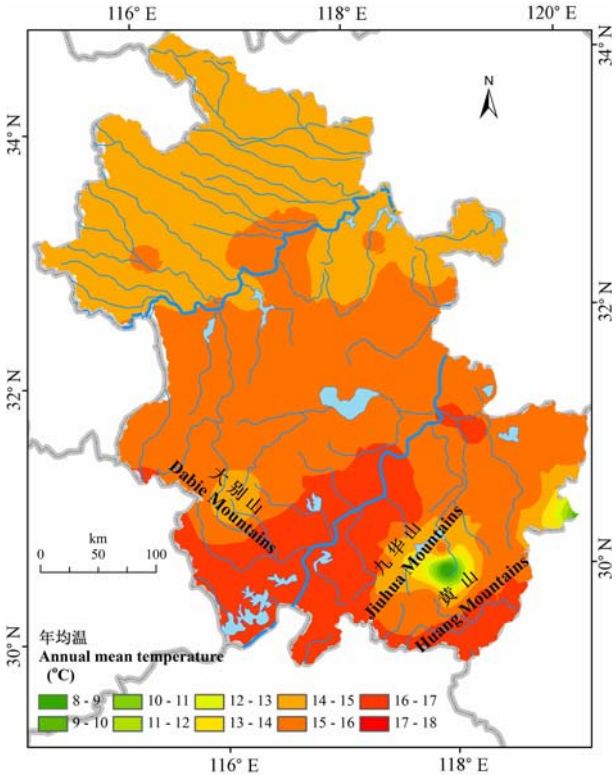 116° E 118° E 120° E
34° N
N
34° N
32° N
32° N
大别山
Dabie Mountains
九华山
Jiuhua Mountains
黄山
Huang Mountains
km
0 50 100
30° N
30° N
年均温
Annual mean temperature
(°C)
8 - 9 10 - 11 12 - 13 14 - 15 16 - 17
9 - 10 11 - 12 13 - 14 15 - 16 17 - 18
116° E 118° E